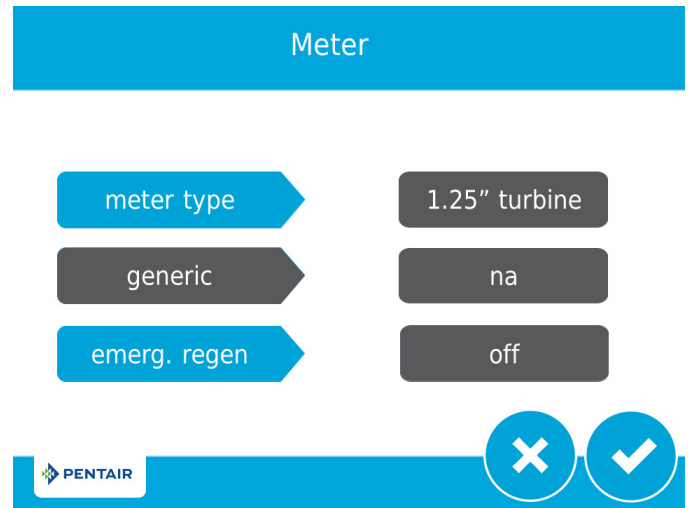 Meter
meter type
1.25” turbine
generic
na
emerg. regen
off
PENTAIR